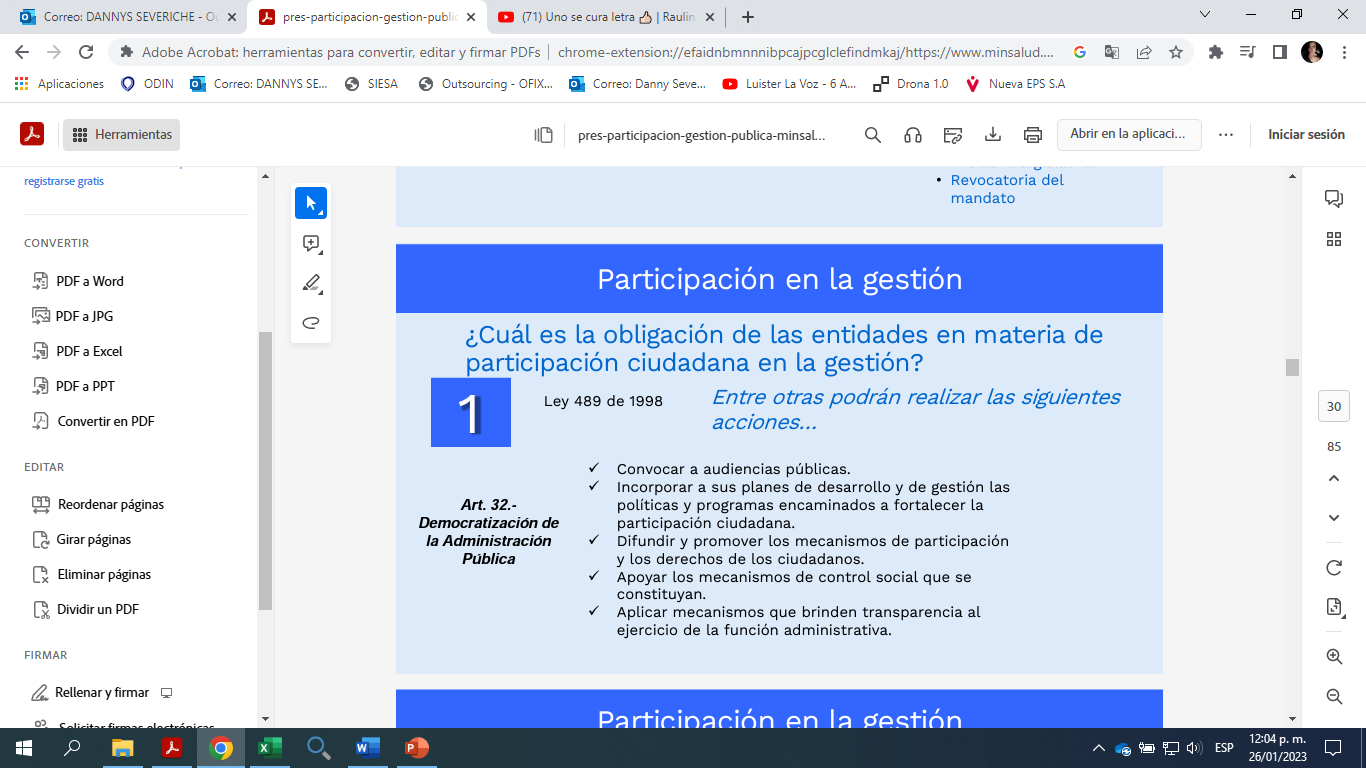 Correo: DANNYS SEVERICHE - Ou
pres-participacion-gestion-public
(71) Uno se cura letra 👍🏻 | Raulin
Adobe Acrobat: herramientas para convertir, editar y firmar PDFs
chrome-extension://efaidnbmnnnibpcajpcglclefindmkaj/https://www.minsalud....
Aplicaciones
ODIN
Correo: DANNYS SE...
SIESA
Outsourcing - OFIX...
Correo: Danny Seve...
Luister La Voz - 6 A...
Drona 1.0
Nueva EPS S.A
Herramientas
pres-participacion-gestion-publica-minsal...
Abrir en la aplicaci...
Iniciar sesión
registrarse gratis
CONVERTIR
PDF a Word
PDF a JPG
PDF a Excel
PDF a PPT
Convertir en PDF
EDITAR
Reordenar páginas
Girar páginas
Eliminar páginas
Dividir un PDF
FIRMAR
Rellenar y firmar
Solicitar firmas electrónicas
• Revocatoria del
mandato
Participación en la gestión
¿Cuál es la obligación de las entidades en materia de
participación ciudadana en la gestión?
1
Ley 489 de 1998
Entre otras podrán realizar las siguientes
acciones...
Art. 32.-
Democratización de
la Administración
Pública
✓ Convocar a audiencias públicas.
✓ Incorporar a sus planes de desarrollo y de gestión las
políticas y programas encaminados a fortalecer la
participación ciudadana.
✓ Difundir y promover los mecanismos de participación
y los derechos de los ciudadanos.
✓ Apoyar los mecanismos de control social que se
constituyan.
✓ Aplicar mecanismos que brinden transparencia al
ejercicio de la función administrativa.
Participación en la gestión
30
85
ESP
12:04 p. m.
26/01/2023